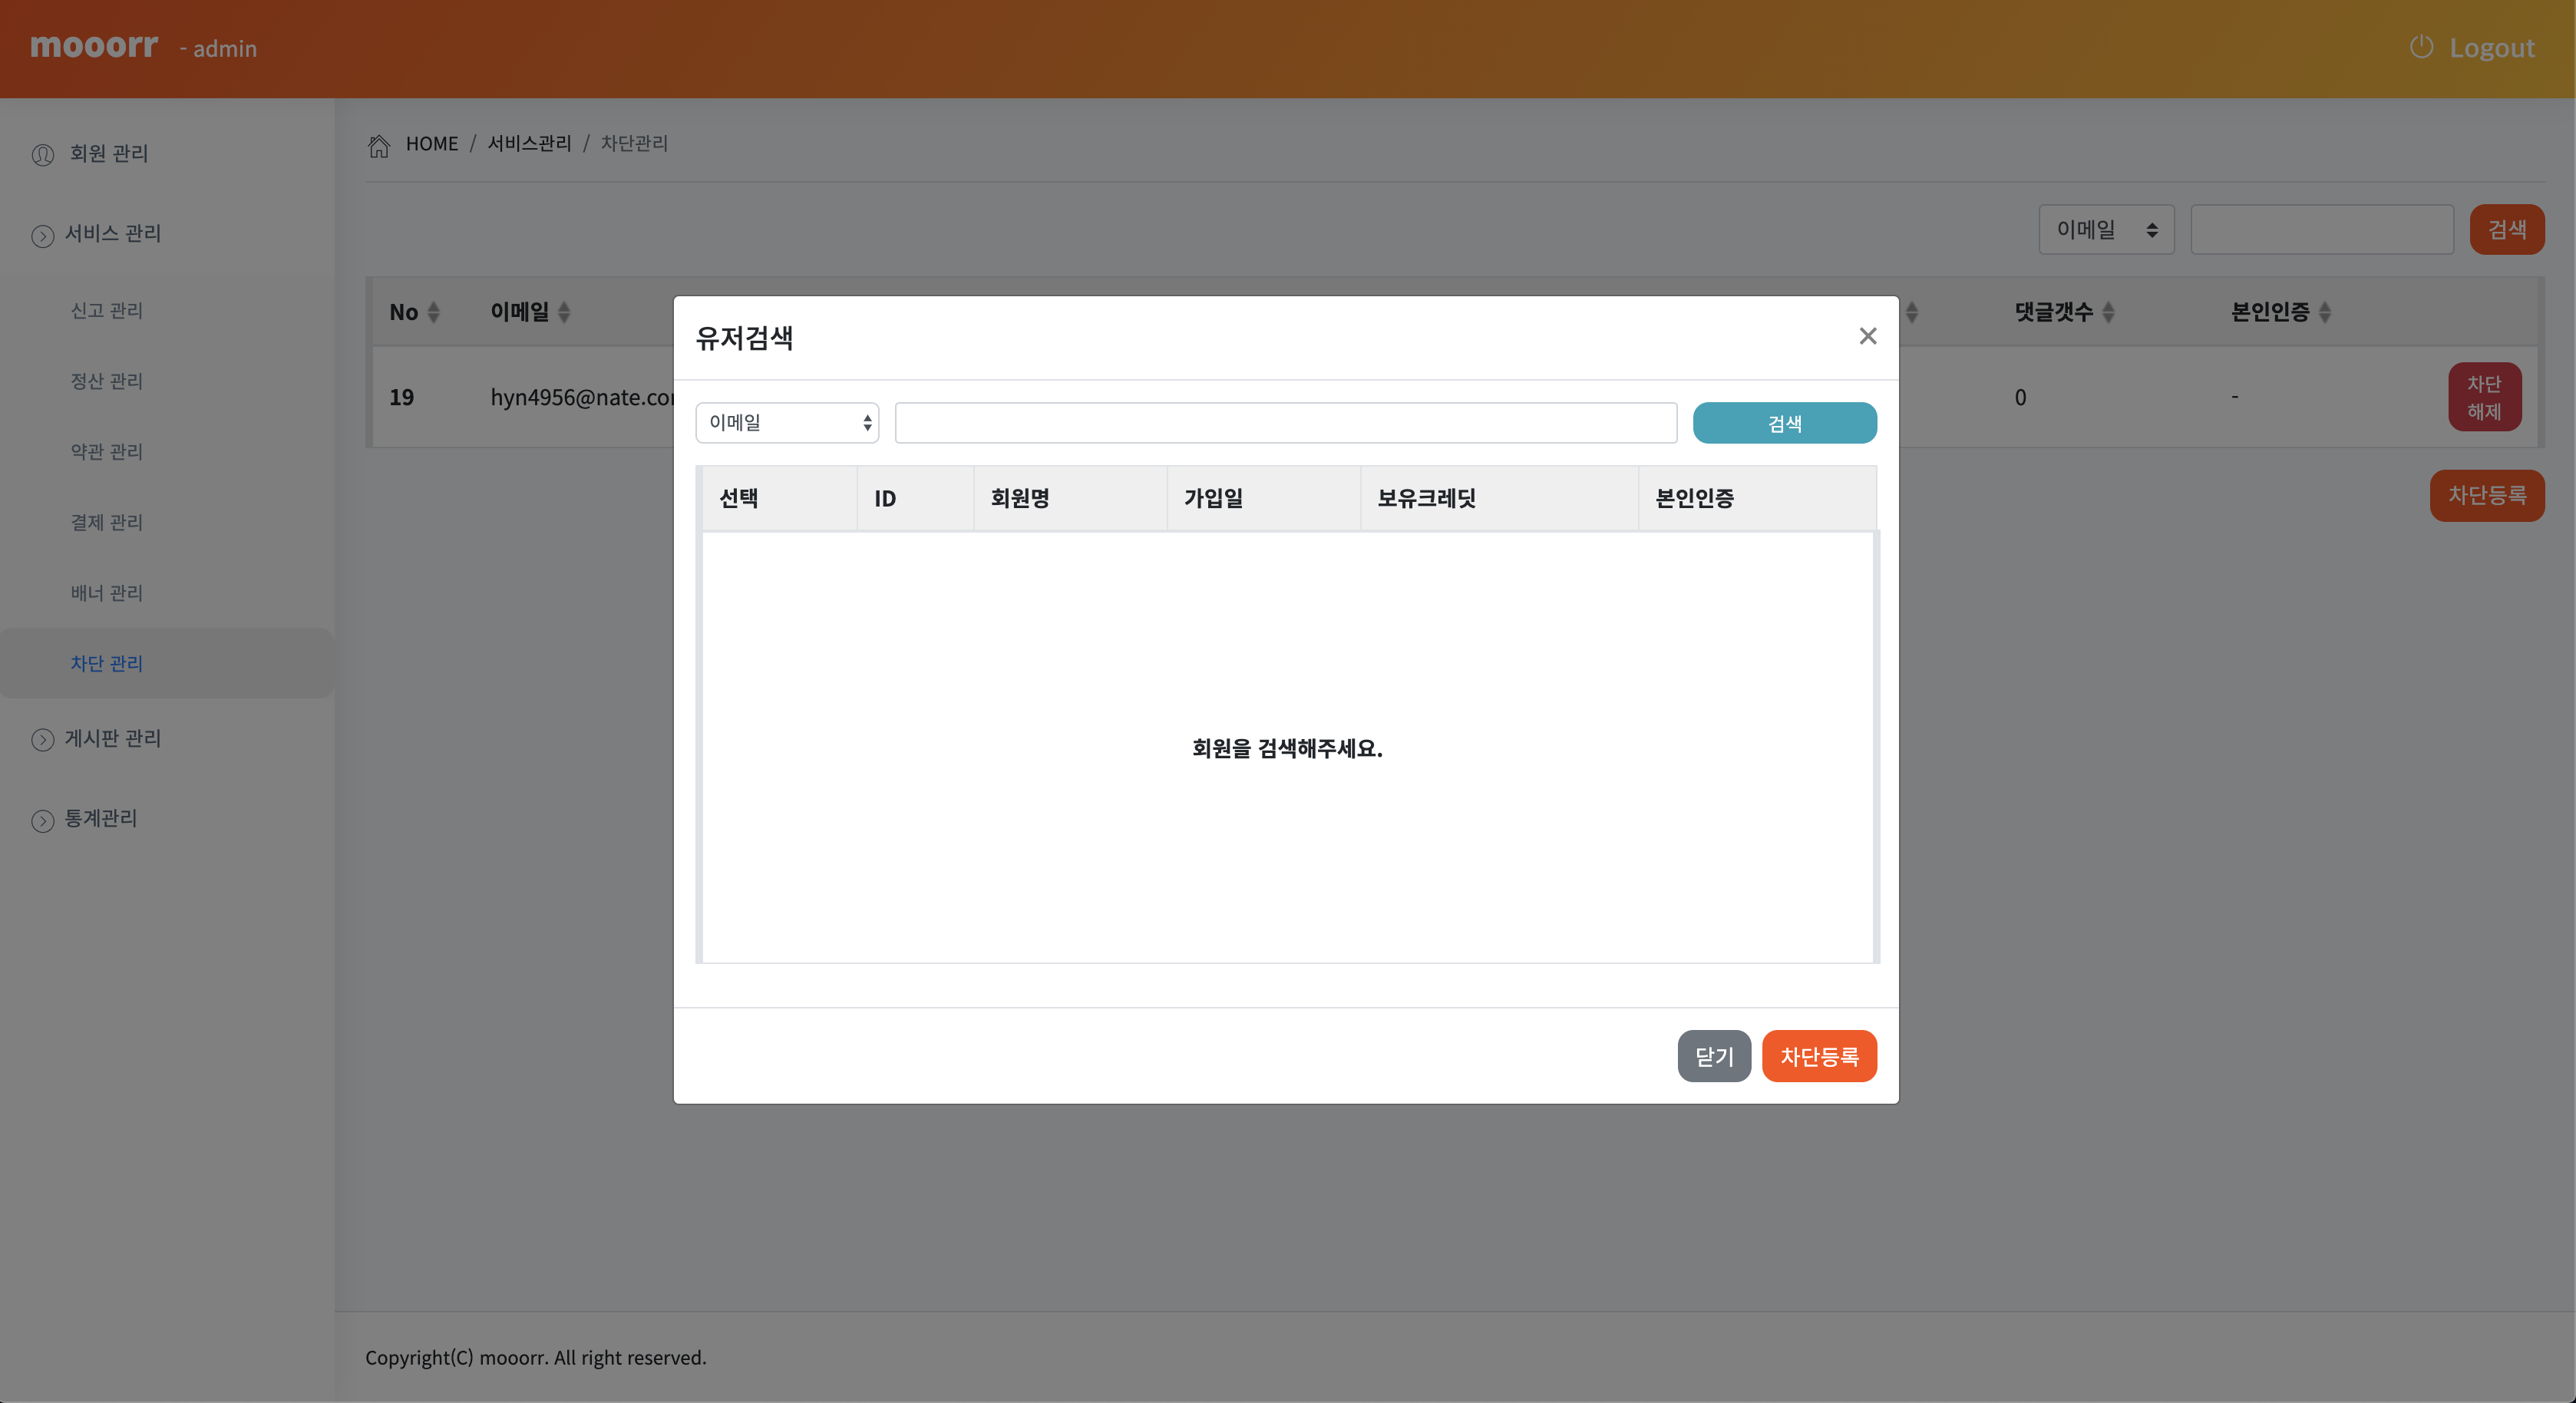 mooorr - admin
Logout
회원 관리
서비스 관리
신고 관리
정산 관리
약관 관리
결제 관리
배너 관리
차단 관리
게시판 관리
통계관리
HOME / 서비스관리 / 차단관리
이메일 검색
No 이메일 댓글갯수 본인인증
19 hyn4956@nate.co 0 - 차단
해제
차단등록
유저검색
이메일 검색
선택 ID 회원명 가입일 보유크레딧 본인인증
회원을 검색해주세요.
닫기 차단등록
Copyright(C) mooorr. All right reserved.